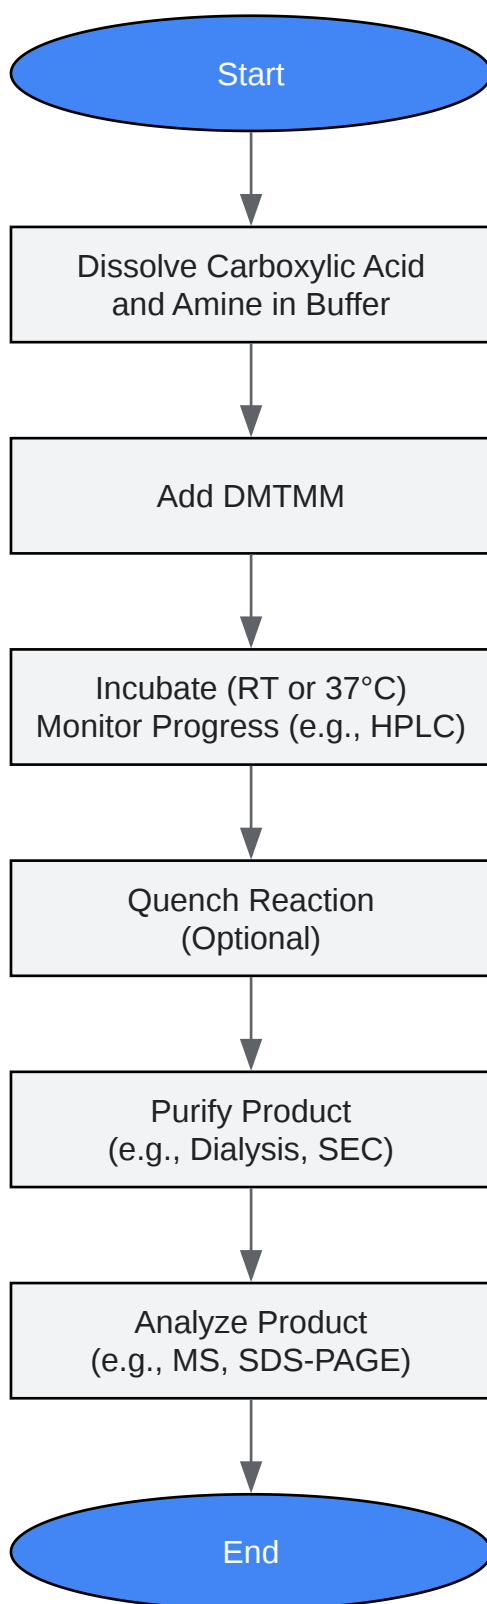 Start
Dissolve Carboxylic Acid
and Amine in Buffer
Add DMTMM
Incubate (RT or 37°C)
Monitor Progress (e.g., HPLC)
Quench Reaction
(Optional)
Purify Product
(e.g., Dialysis, SEC)
Analyze Product
(e.g., MS, SDS-PAGE)
End